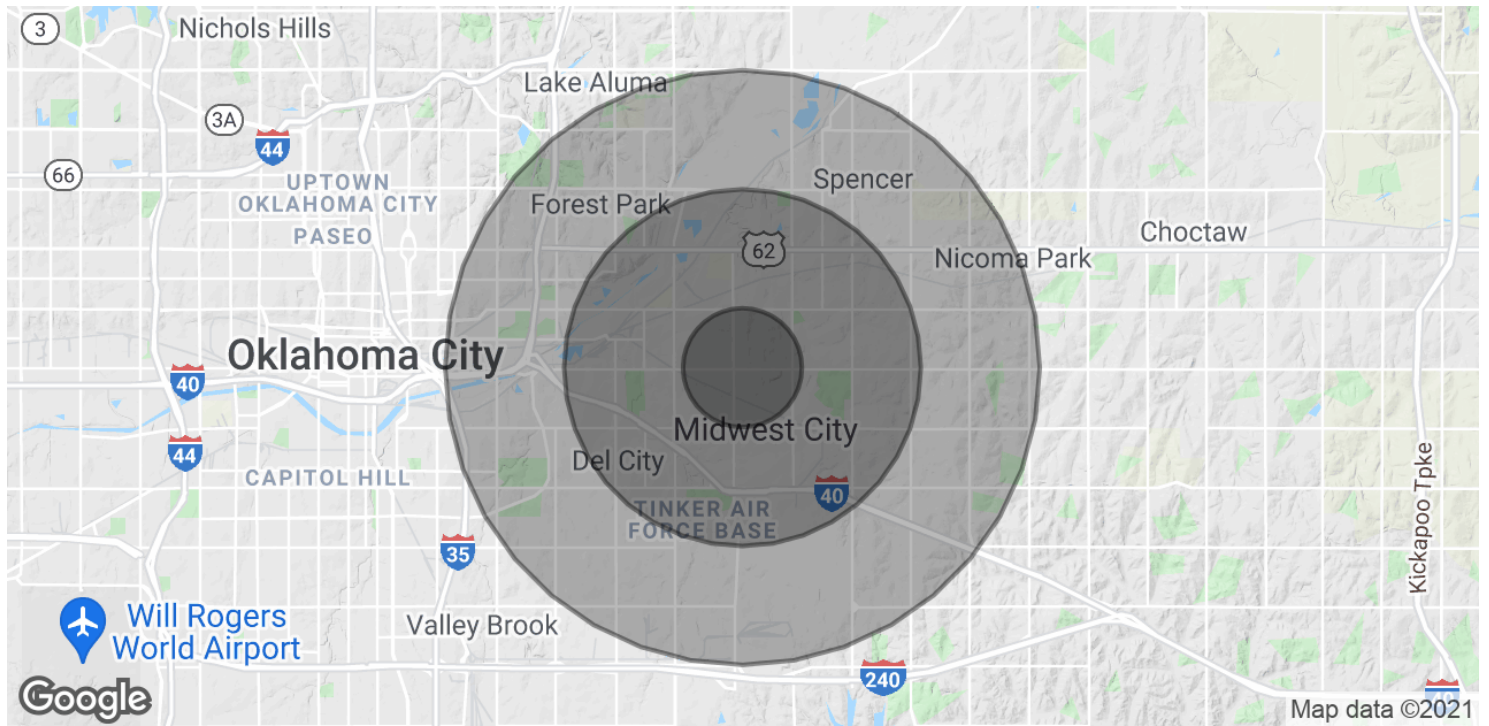 3
Nichols Hills
Lake Aluma
3A
44
66
UPTOWN
OKLAHOMA CITY
PASEO
Spencer
Forest Park
Choctaw
62
Nicoma Park
Oklahoma City
40
Midwest City
44
Del City
CAPITOL HILL
40
TINKER AIR
FORCE BASE
35
Kickapoo Tpke
Will Rogers
World Airport
Valley Brook
240
Google
Map data ©2021